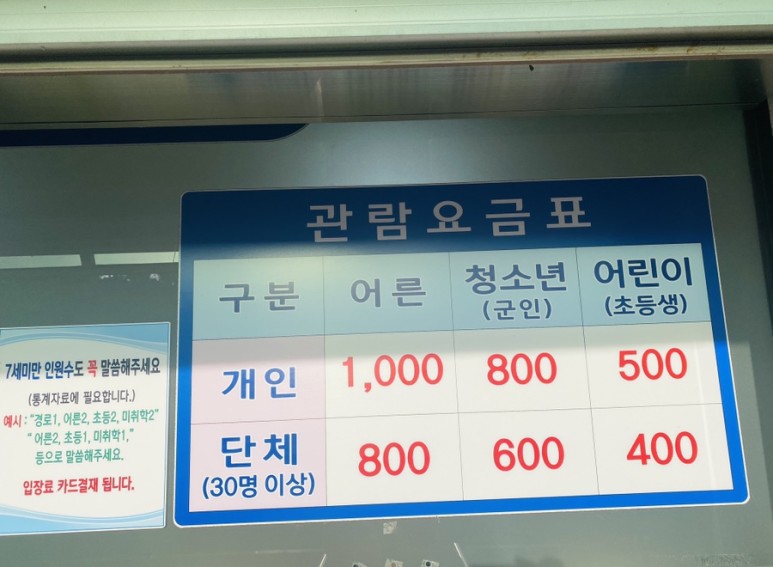 관람요금표
구분 어른 청소년 (군인) 어린이 (초등생)
개인 1,000 800 500
단체 (30명 이상) 800 600 400
7세미만 인원수도 꼭 말씀해주세요
(통계자료에 필요합니다.)
예시 : "경로1, 어른2, 초등2, 미취학2"
" 어른2, 초등1, 미취학1,"
등으로 말씀해주세요.
입장료 카드결재 됩니다.